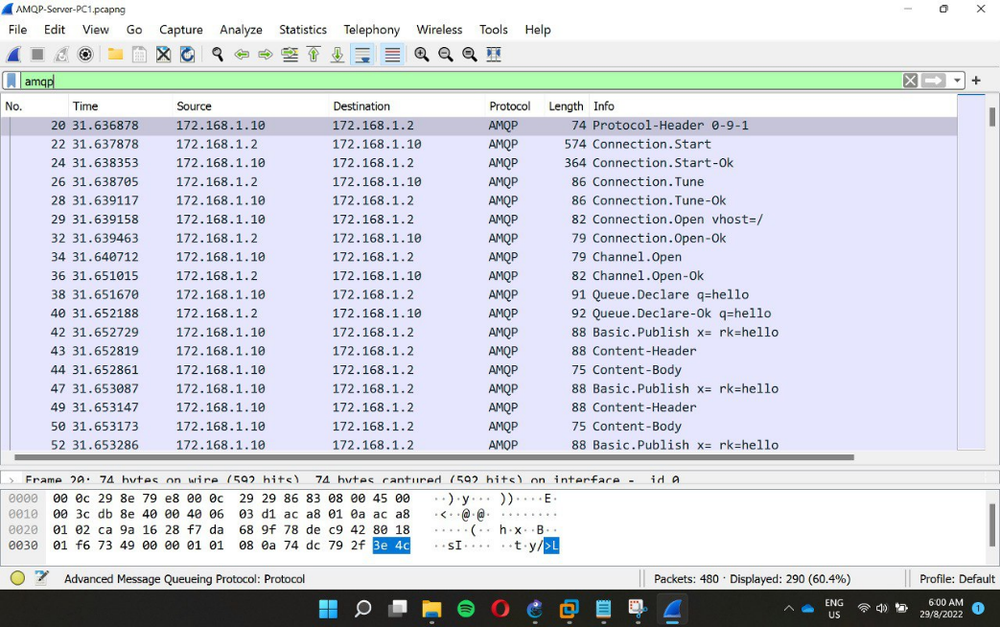 AMQP-Server-PC1.pcapng
File Edit View Go Capture Analyze Statistics Telephony Wireless Tools Help
amqp
No. Time Source Destination Protocol Length Info
20 31.636878 172.168.1.10 172.168.1.2 AMQP 74 Protocol-Header 0-9-1
22 31.637878 172.168.1.2 172.168.1.10 AMQP 574 Connection.Start
24 31.638353 172.168.1.10 172.168.1.2 AMQP 364 Connection.Start-Ok
26 31.638705 172.168.1.2 172.168.1.10 AMQP 86 Connection.Tune
28 31.639117 172.168.1.10 172.168.1.2 AMQP 86 Connection.Tune-Ok
29 31.639158 172.168.1.10 172.168.1.2 AMQP 82 Connection.Open vhost=/
32 31.639463 172.168.1.2 172.168.1.10 AMQP 79 Connection.Open-Ok
34 31.640712 172.168.1.10 172.168.1.2 AMQP 79 Channel.Open
36 31.651015 172.168.1.2 172.168.1.10 AMQP 82 Channel.Open-Ok
38 31.651670 172.168.1.10 172.168.1.2 AMQP 91 Queue.Declare q=hello
40 31.652188 172.168.1.2 172.168.1.10 AMQP 92 Queue.Declare-Ok q=hello
42 31.652729 172.168.1.10 172.168.1.2 AMQP 88 Basic.Publish x= rk=hello
43 31.652819 172.168.1.10 172.168.1.2 AMQP 88 Content-Header
44 31.652861 172.168.1.10 172.168.1.2 AMQP 75 Content-Body
47 31.653087 172.168.1.10 172.168.1.2 AMQP 88 Basic.Publish x= rk=hello
49 31.653147 172.168.1.10 172.168.1.2 AMQP 88 Content-Header
50 31.653173 172.168.1.10 172.168.1.2 AMQP 75 Content-Body
52 31.653286 172.168.1.10 172.168.1.2 AMQP 88 Basic.Publish x= rk=hello
Frame 20: 74 bytes on wire (592 bits), 74 bytes captured (592 bits) on interface -, id 0
0000 00 0c 29 8e 79 e8 00 0c 29 29 86 83 08 00 45 00 ··)·y··· ))····E·
0010 00 3c db 8e 40 00 40 06 03 d1 ac a8 01 0a ac a8 ·<··@·@· ········
0020 01 02 ca 9a 16 28 f7 da 68 9f 78 de c9 42 80 18 ·····(·· h·x··B··
0030 01 f6 73 49 00 00 01 01 08 0a 74 dc 79 2f 3e 4c ··sI···· ··t·y/>L
Advanced Message Queueing Protocol: Protocol Packets: 480 · Displayed: 290 (60.4%) Profile: Default
ENG US 6:00 AM 29/8/2022 1